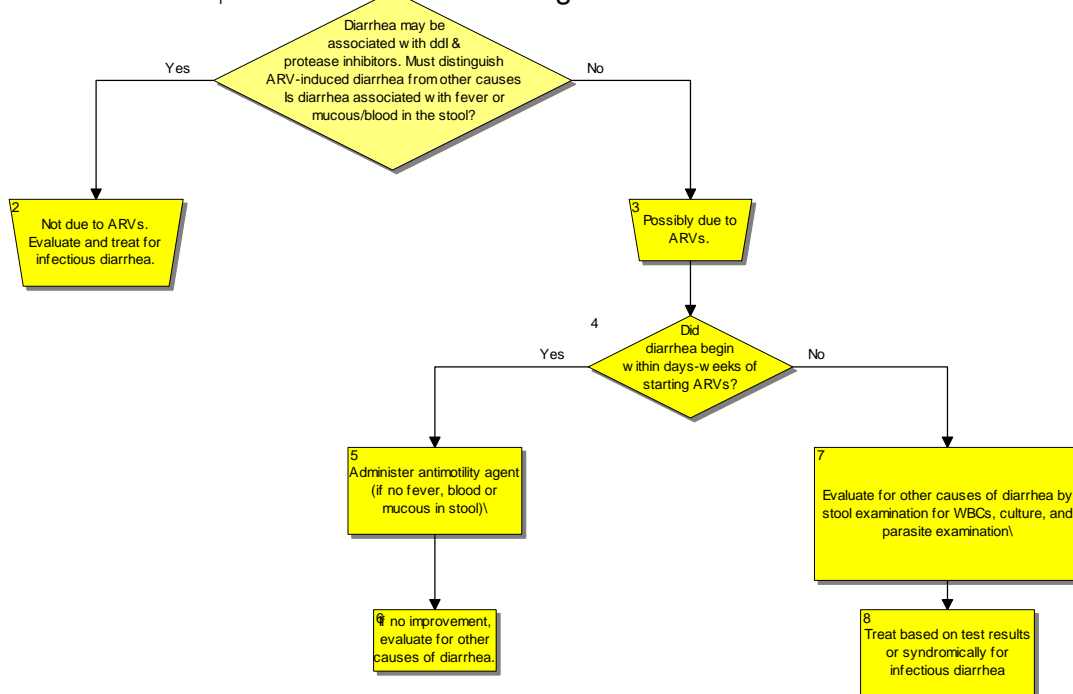 Diarrhea may be
associated with ddI &
protease inhibitors. Must distinguish
ARV-induced diarrhea from other causes
Is diarrhea associated with fever or
mucous/blood in the stool?
Yes
No
2
Not due to ARVs.
Evaluate and treat for
infectious diarrhea.
3
Possibly due to
ARVs.
4
Did
diarrhea begin
within days-weeks of
starting ARVs?
Yes
No
5
Administer antimotility agent
(if no fever, blood or
mucous in stool)\
7
Evaluate for other causes of diarrhea by
stool examination for WBCs, culture, and
parasite examination\
6
If no improvement,
evaluate for other
causes of diarrhea.
8
Treat based on test results
or syndromically for
infectious diarrhea